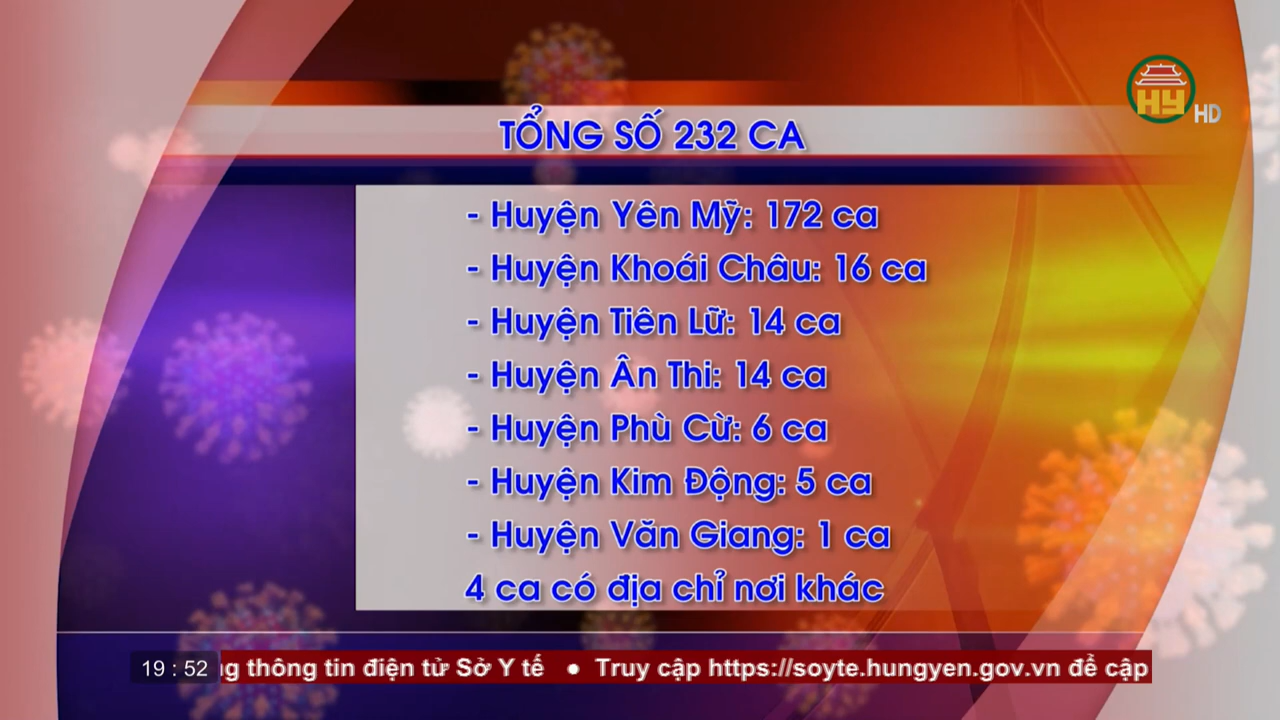 HY HD
TỔNG SỐ 232 CA
- Huyện Yên Mỹ: 172 ca
- Huyện Khoái Châu: 16 ca
- Huyện Tiên Lữ: 14 ca
- Huyện Ân Thi: 14 ca
- Huyện Phù Cừ: 6 ca
- Huyện Kim Động: 5 ca
- Huyện Văn Giang: 1 ca
4 ca có địa chỉ nơi khác
19 : 52 thông tin điện tử Sở Y tế ● Truy cập https://soyte.hungyen.gov.vn để cập